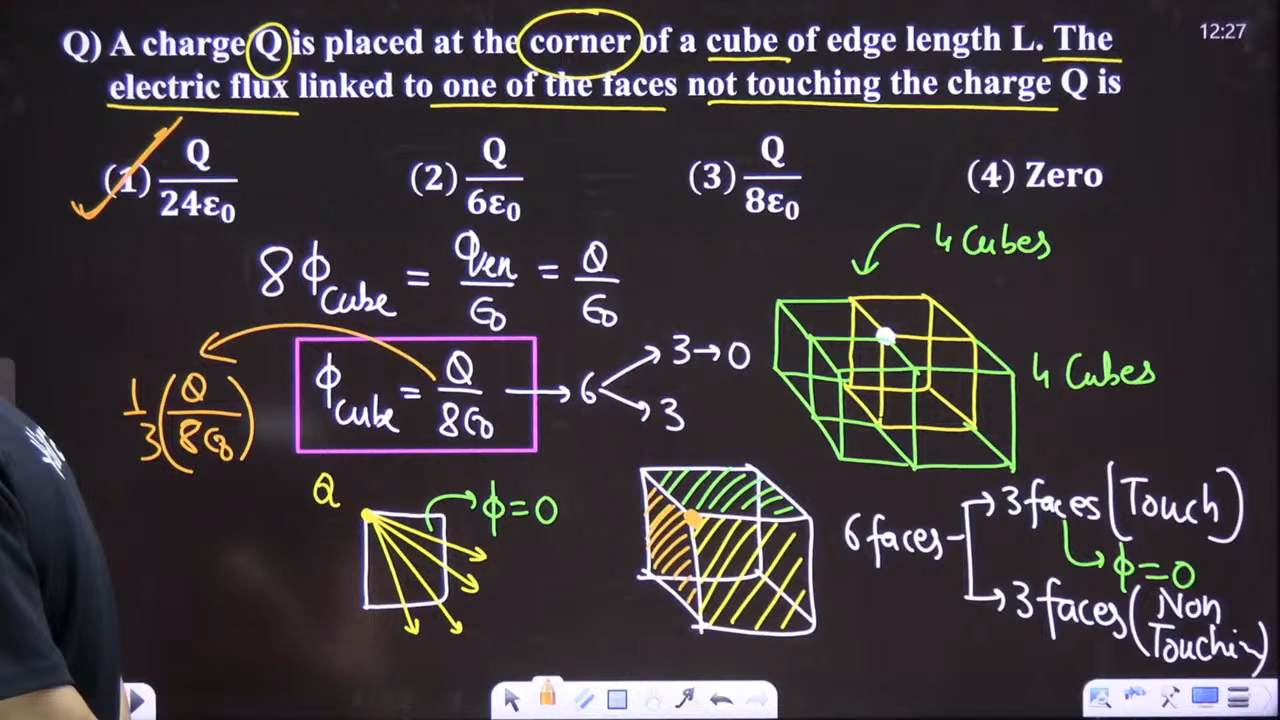 12:27
Q) A charge Q is placed at the corner of a cube of edge length L. The
electric flux linked to one of the faces not touching the charge Q is
(1) Q/24ε₀ (2) Q/6ε₀ (3) Q/8ε₀ (4) Zero
4 Cubes
8 ϕcube = qen/ϵ₀ = Q/ϵ₀
ϕcube = Q/8ϵ₀ → 6
3→0
3
4 Cubes
1/3 (Q/8ϵ₀)
Q
ϕ=0
6 faces
3 faces (Touch)
ϕ=0
3 faces (Non
Touchin)